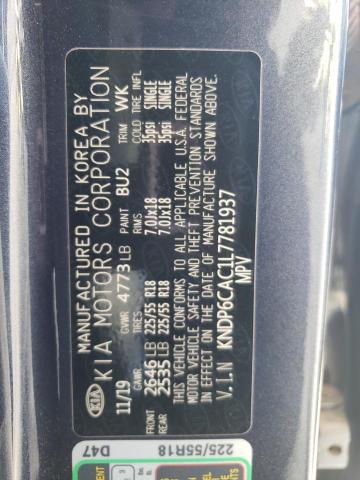 MANUFACTURED IN KOREA BY
KIA KIA MOTORS CORPORATION
11/19 GVWR 4773 LB PAINT BU2 TRIM WK
GAWR TIRES RIMS COLD TIRE INFL
FRONT 2646 LB 225/55 R18 7.0JX18 35psi SINGLE
REAR 2535 LB 225/55 R18 7.0JX18 35psi SINGLE
THIS VEHICLE CONFORMS TO ALL APPLICABLE U.S.A. FEDERAL
MOTOR VEHICLE SAFETY AND THEFT PREVENTION STANDARDS
IN EFFECT ON THE DATE OF MANUFACTURE SHOWN ABOVE.
V.I.N KNDP6CAC1L7781937
MPV
D47
225/55R18